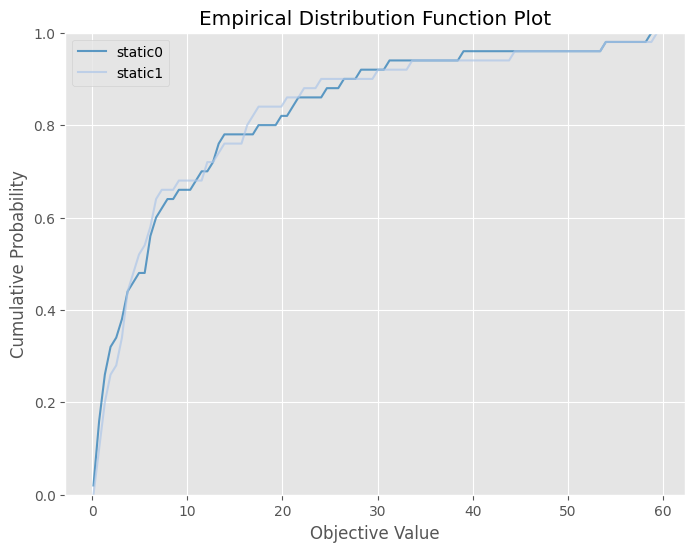 Empirical Distribution Function Plot
static0
static1
Cumulative Probability
1.0
0.8
0.6
0.4
0.2
0.0
0 10 20 30 40 50 60
Objective Value